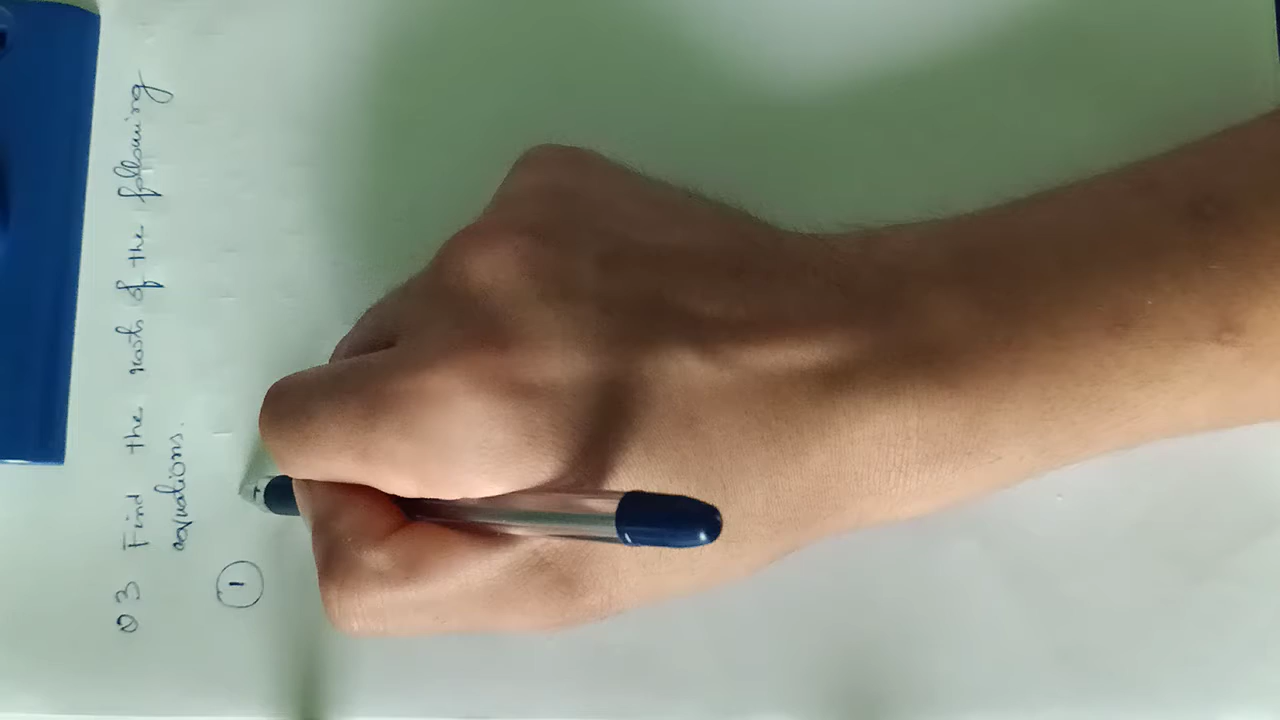 Q3 Find the roots of the following
equations.
1